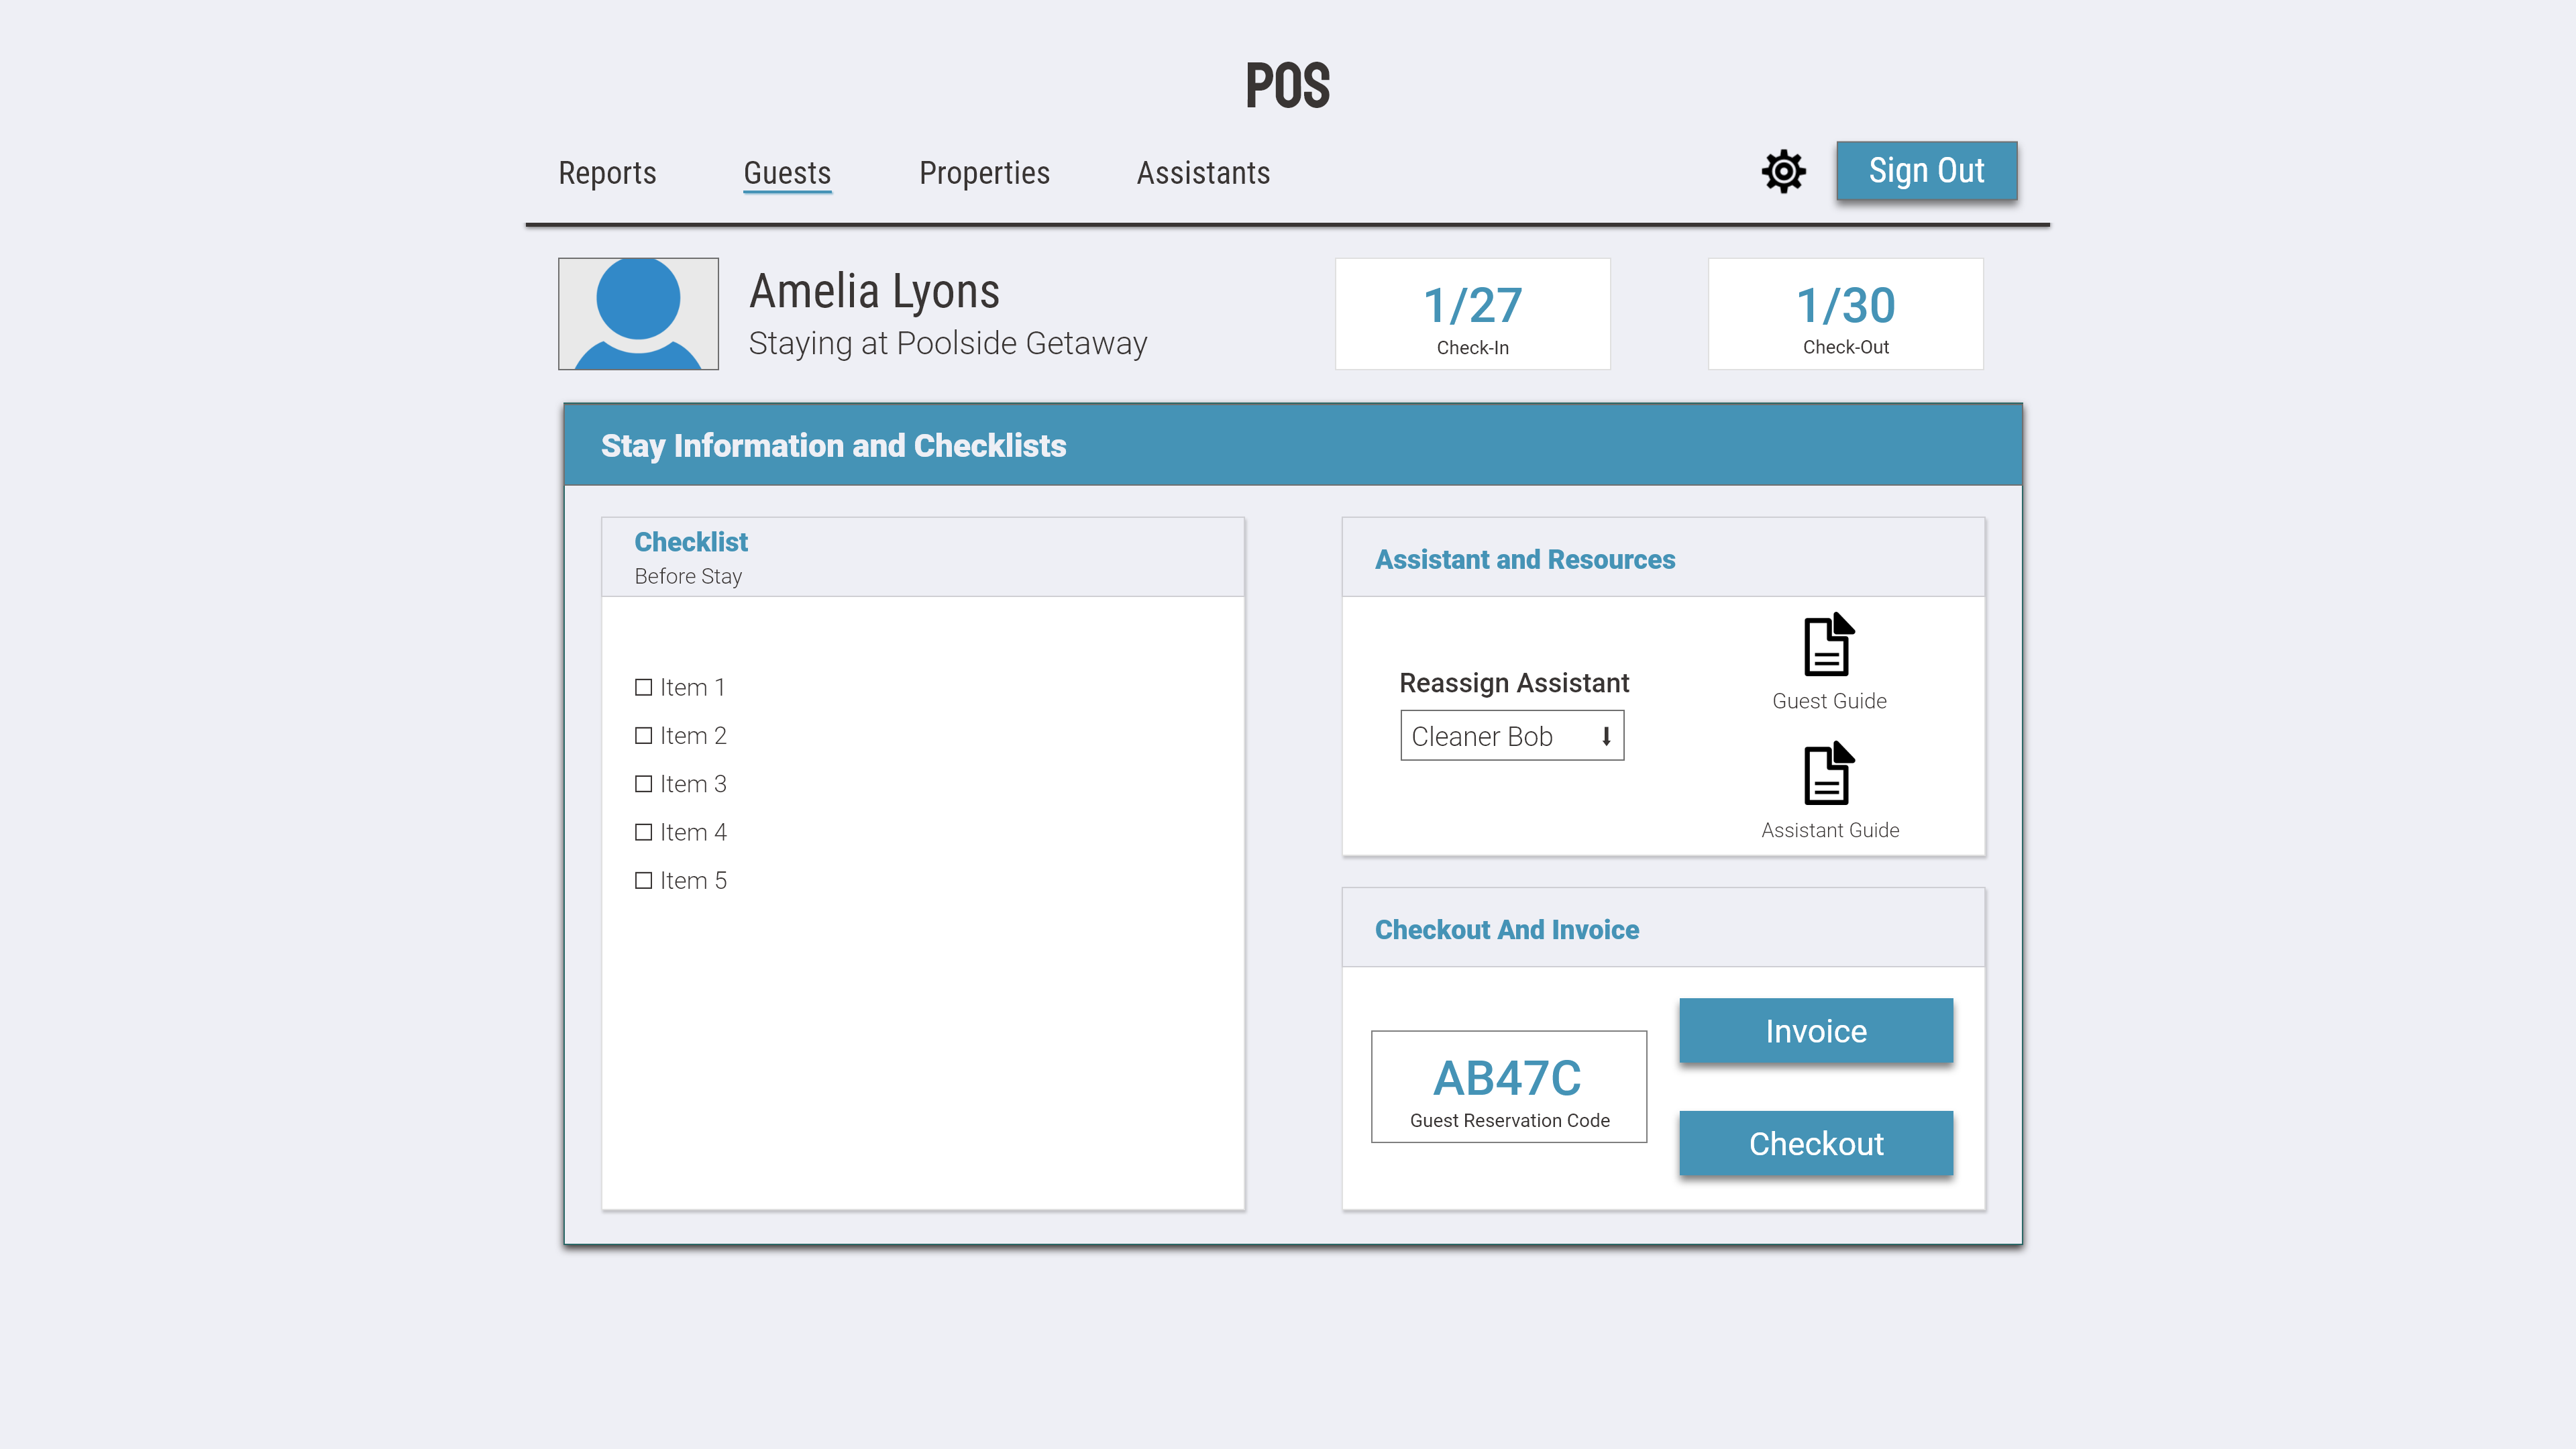 POS
Reports
Guests
Properties
Assistants
Sign Out
Amelia Lyons
Staying at Poolside Getaway
1/27
Check-In
1/30
Check-Out
Stay Information and Checklists
Checklist
Before Stay
Item 1
Item 2
Item 3
Item 4
Item 5
Assistant and Resources
Reassign Assistant
Cleaner Bob
Guest Guide
Assistant Guide
Checkout And Invoice
AB47C
Guest Reservation Code
Invoice
Checkout